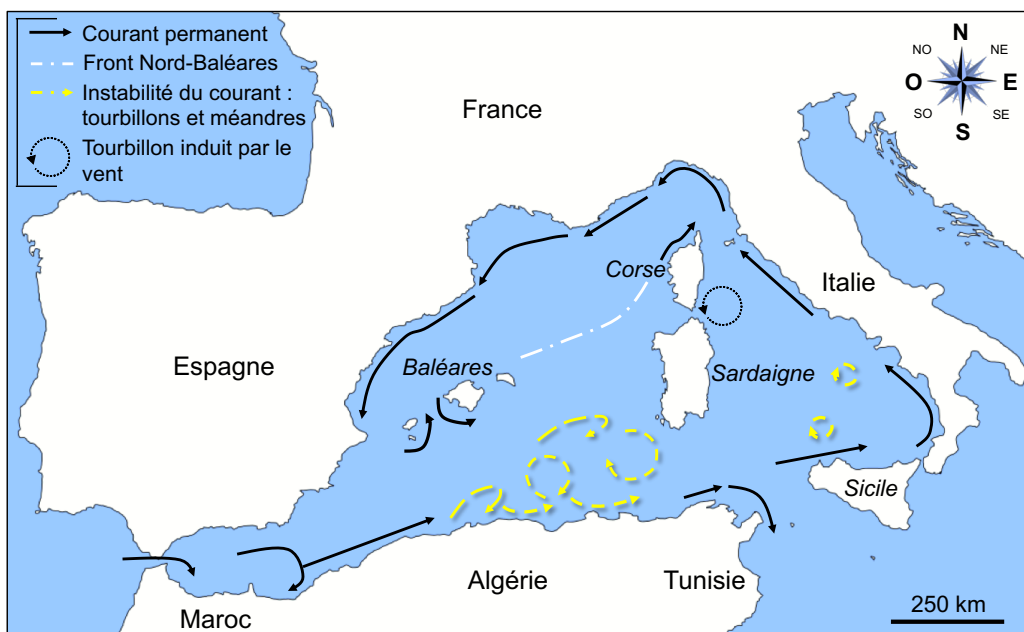 Courant permanent
Front Nord-Baléares
Instabilité du courant :
tourbillons et méandres
Tourbillon induit par le
vent
N
NO
NE
O
E
SO
SE
S
France
Corse
Italie
Espagne
Baléares
Sardaigne
Sicile
Algérie
Tunisie
Maroc
250 km